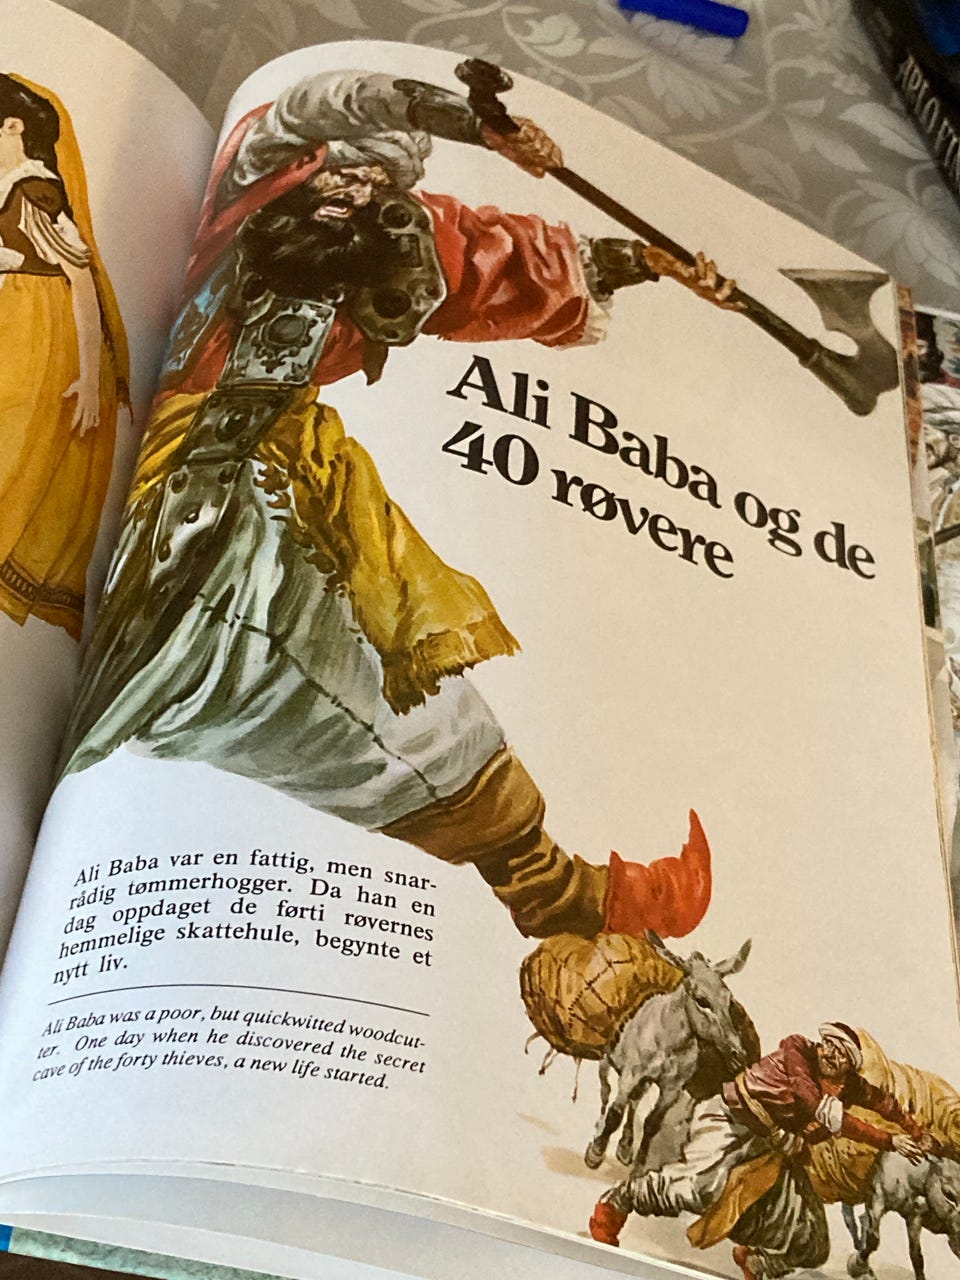 Ali Baba og de
40 røvere
Ali Baba var en fattig, men snar-
rådig tømmerhogger. Da han en
dag oppdaget de førti røvernes
hemmelige skattehule, begynte et
nytt liv.
Ali Baba was a poor, but quickwitted woodcut-
ter. One day when he discovered the secret
cave of the forty thieves, a new life started.